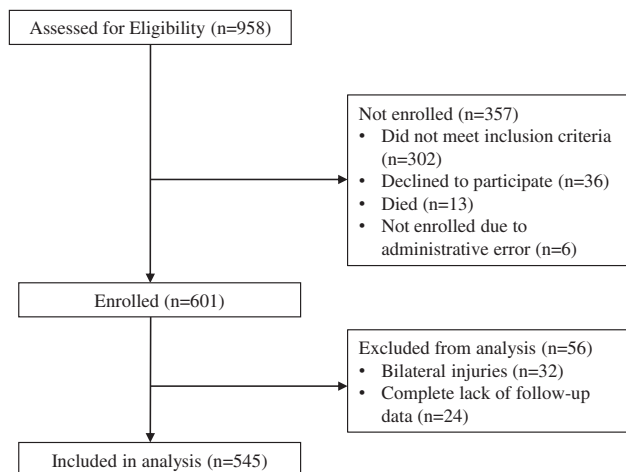 Assessed for Eligibility (n=958)
Not enrolled (n=357)
• Did not meet inclusion criteria
(n=302)
• Declined to participate (n=36)
• Died (n=13)
• Not enrolled due to
administrative error (n=6)
Enrolled (n=601)
Excluded from analysis (n=56)
• Bilateral injuries (n=32)
• Complete lack of follow-up
data (n=24)
Included in analysis (n=545)